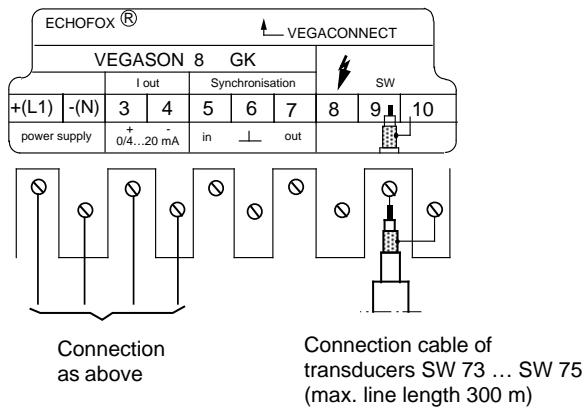 ECHOFOX ®
VEGACONNECT
VEGASON 8 GK
I out Synchronisation SW
+(L1) -(N) 3 4 5 6 7 8 9 10
power supply + - in out
0/4…20 mA
Connection
as above
Connection cable of
transducers SW 73 … SW 75
(max. line length 300 m)